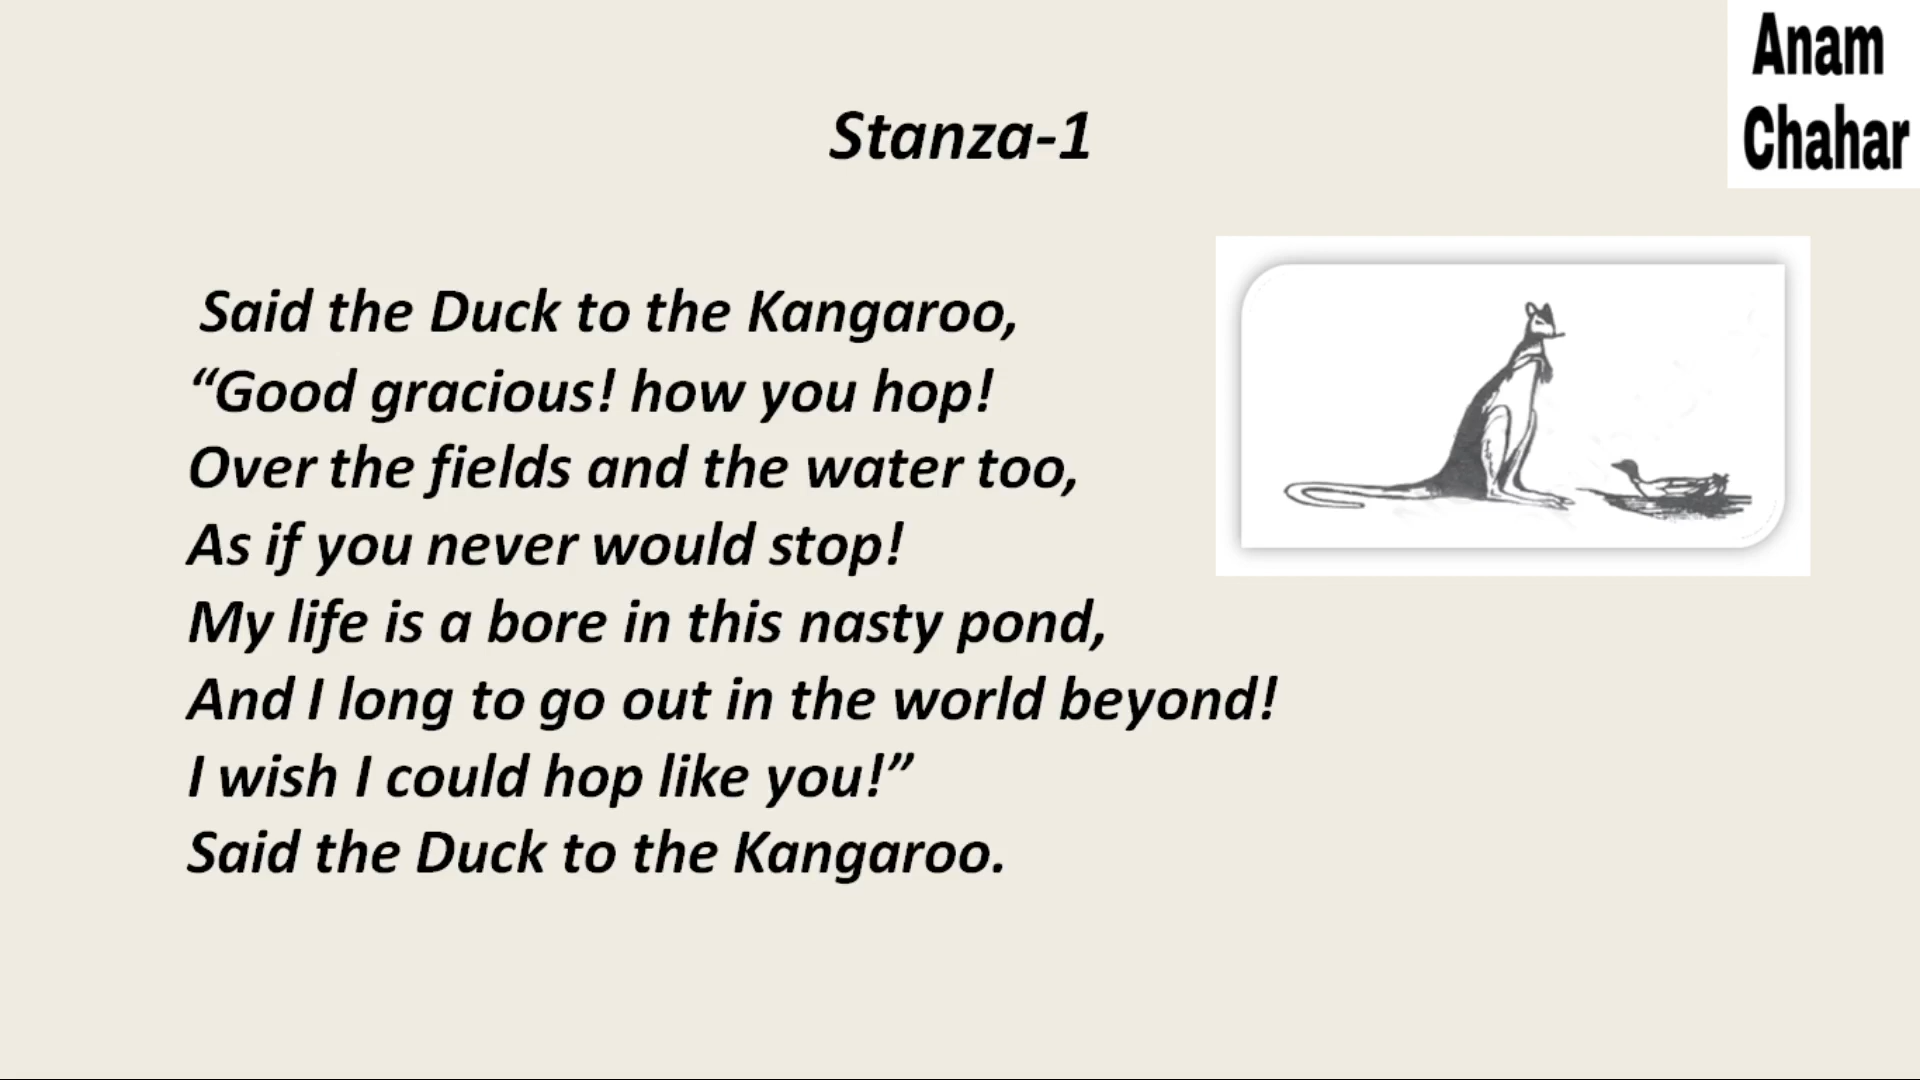 Anam
Chahar
Stanza-1
Said the Duck to the Kangaroo,
“Good gracious! how you hop!
Over the fields and the water too,
As if you never would stop!
My life is a bore in this nasty pond,
And I long to go out in the world beyond!
I wish I could hop like you!”
Said the Duck to the Kangaroo.